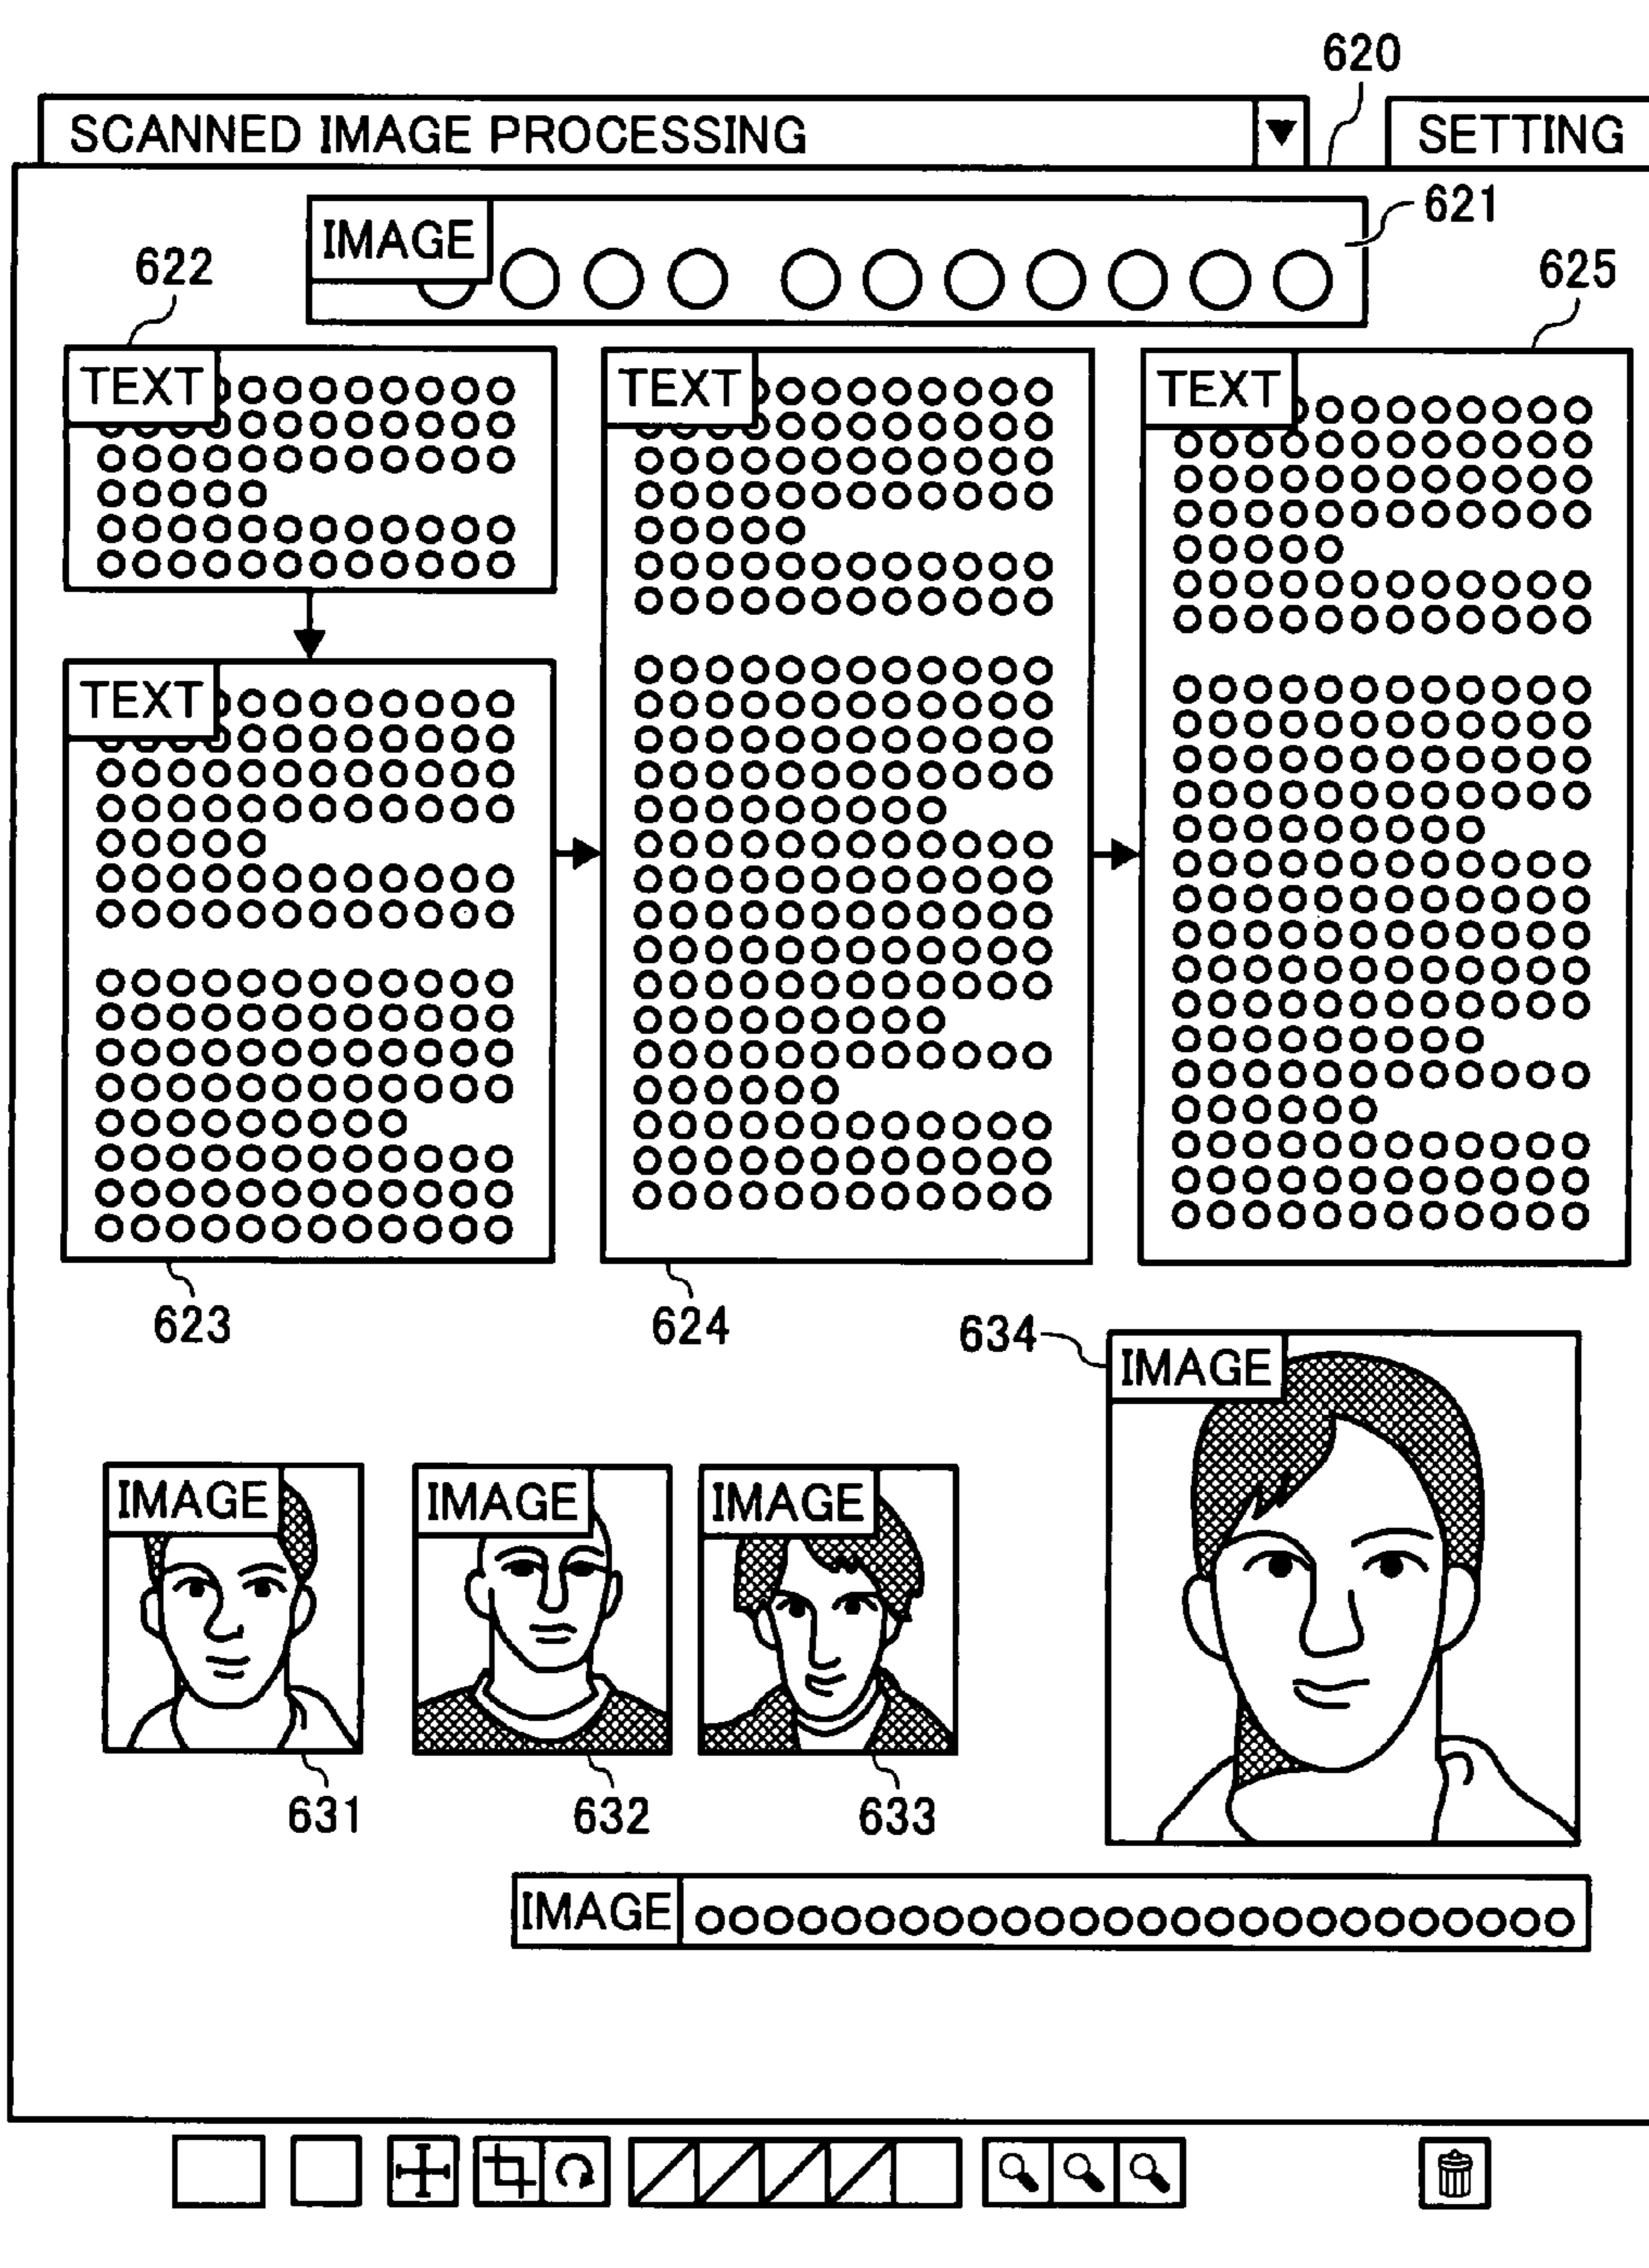 620
SCANNED IMAGE PROCESSING ▼ SETTING
621
IMAGE
622
625
TEXT
TEXT
TEXT
TEXT
623
624
634
IMAGE
IMAGE
IMAGE
IMAGE
631
632
633
IMAGE